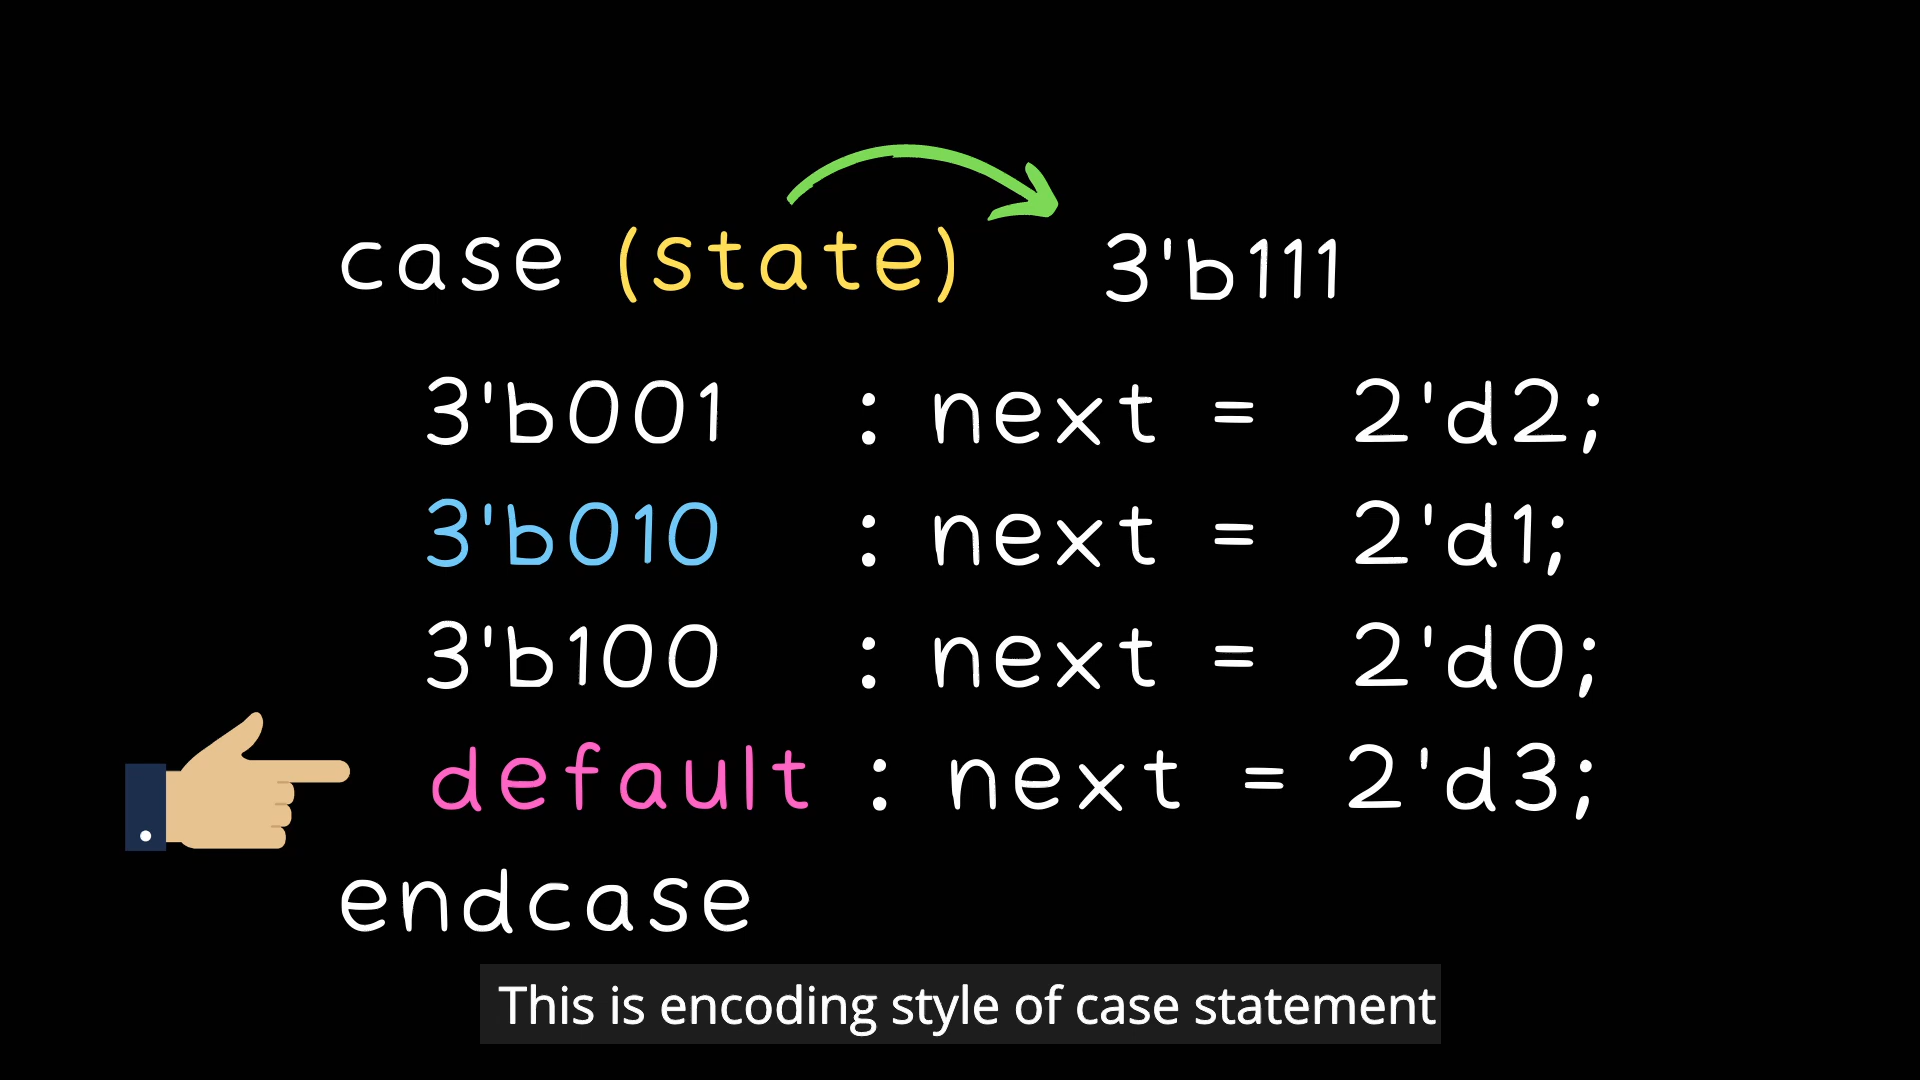 case (state) 3'b111
3'b001 : next = 2'd2;
3'b010 : next = 2'd1;
3'b100 : next = 2'd0;
default : next = 2'd3;
endcase
This is encoding style of case statement